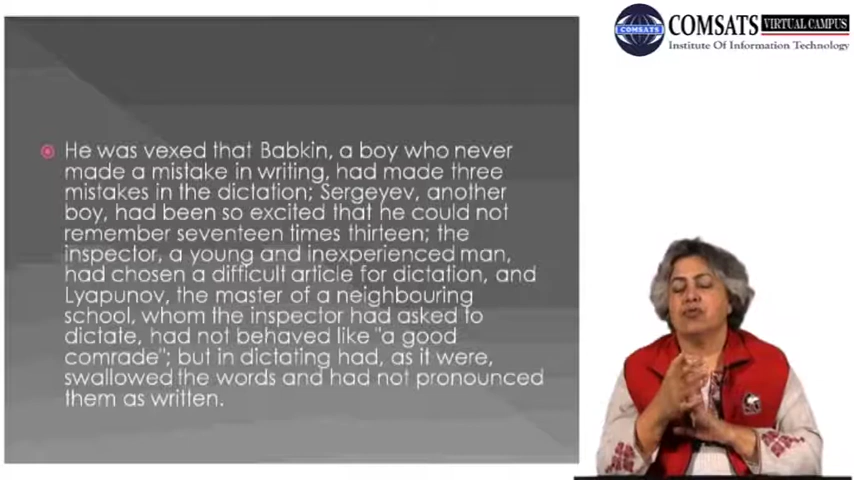 COMSATS VIRTUAL CAMPUS
Institute Of Information Technology
COMSATS
He was vexed that Babkin, a boy who never
made a mistake in writing, had made three
mistakes in the dictation; Sergeyev, another
boy, had been so excited that he could not
remember seventeen times thirteen; the
inspector, a young and inexperienced man,
had chosen a difficult article for dictation, and
Lyapunov, the master of a neighbouring
school, whom the inspector had asked to
dictate, had not behaved like "a good
comrade"; but in dictating had, as it were,
swallowed the words and had not pronounced
them as written.